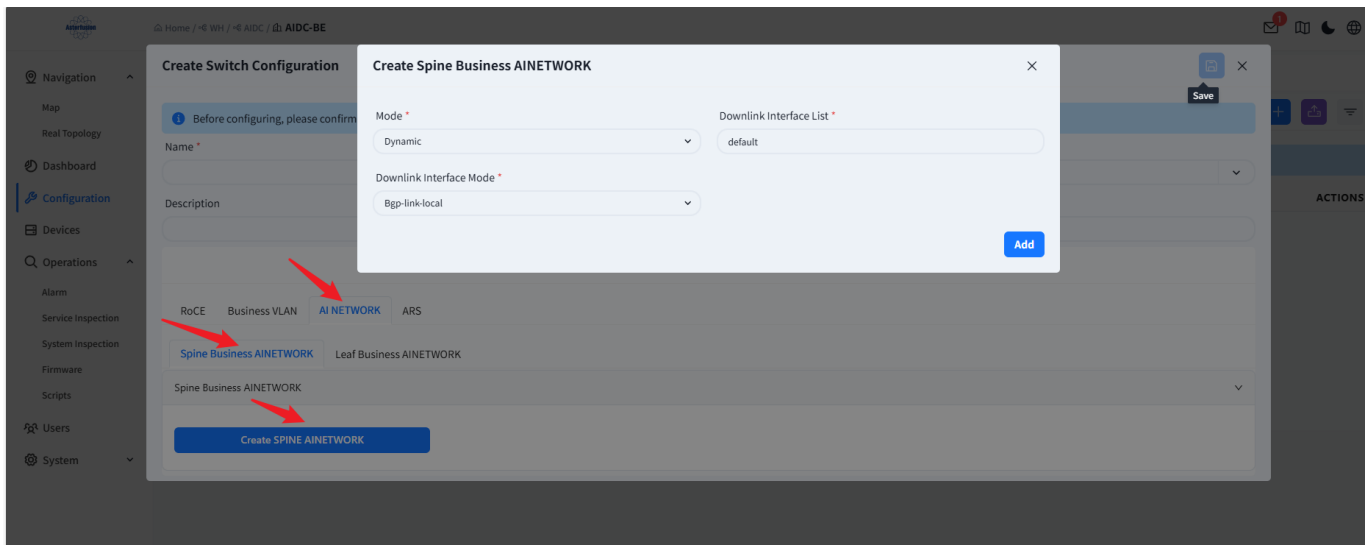 Asterfusion
Home / WH / AIDC / AIDC-BE
1
Navigation
Map
Real Topology
Dashboard
Configuration
Devices
Operations
Alarm
Service Inspection
System Inspection
Firmware
Scripts
Users
System
Create Switch Configuration
Save
Before configuring, please confirm
Name *
Description
ACTIONS
Create Spine Business AINETWORK
Mode *
Downlink Interface List *
Dynamic
default
Downlink Interface Mode *
Bgp-link-local
Add
RoCE Business VLAN AI NETWORK ARS
Spine Business AINETWORK Leaf Business AINETWORK
Spine Business AINETWORK
Create SPINE AINETWORK